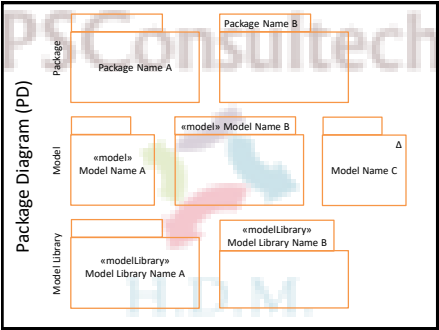 PSConsultech
Package Diagram (PD)
Package
Package Name A
Package Name B
Model
«model»
Model Name A
«model» Model Name B
Δ
Model Name C
Model Library
«modelLibrary»
Model Library Name A
«modelLibrary»
Model Library Name B
H.D.M.